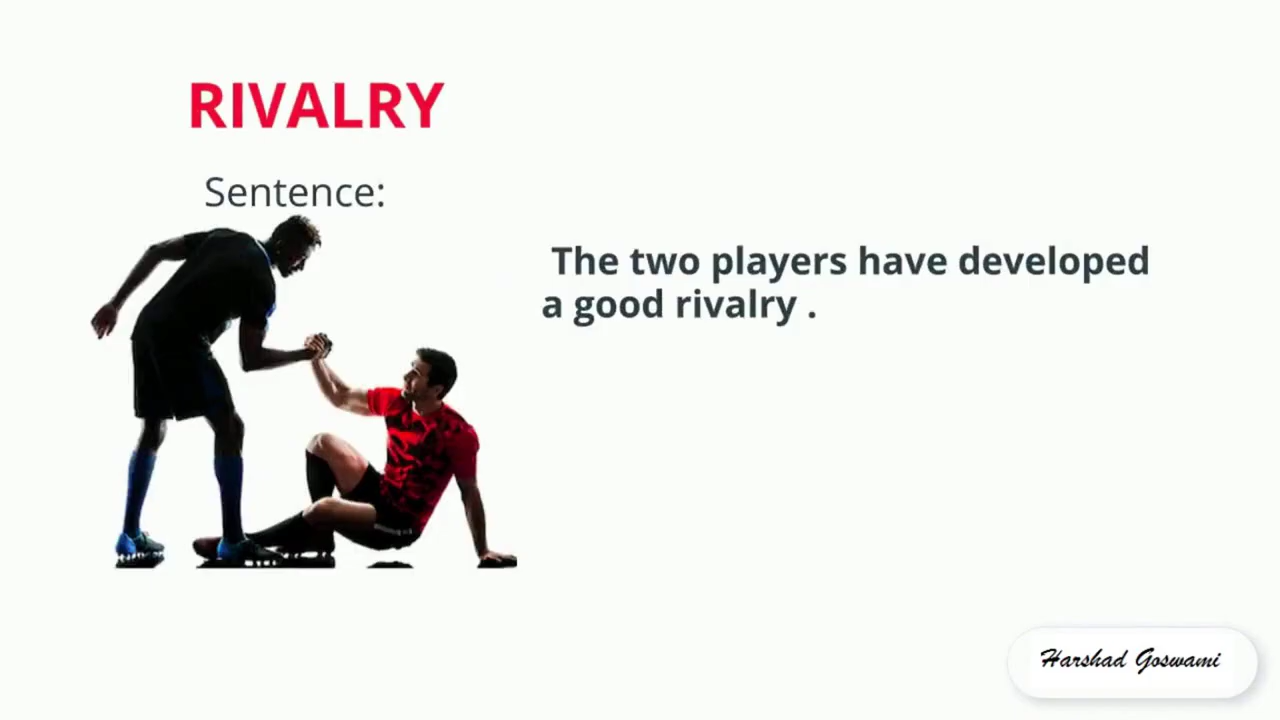 RIVALRY
Sentence:
The two players have developed
a good rivalry .
Harshad Goswami